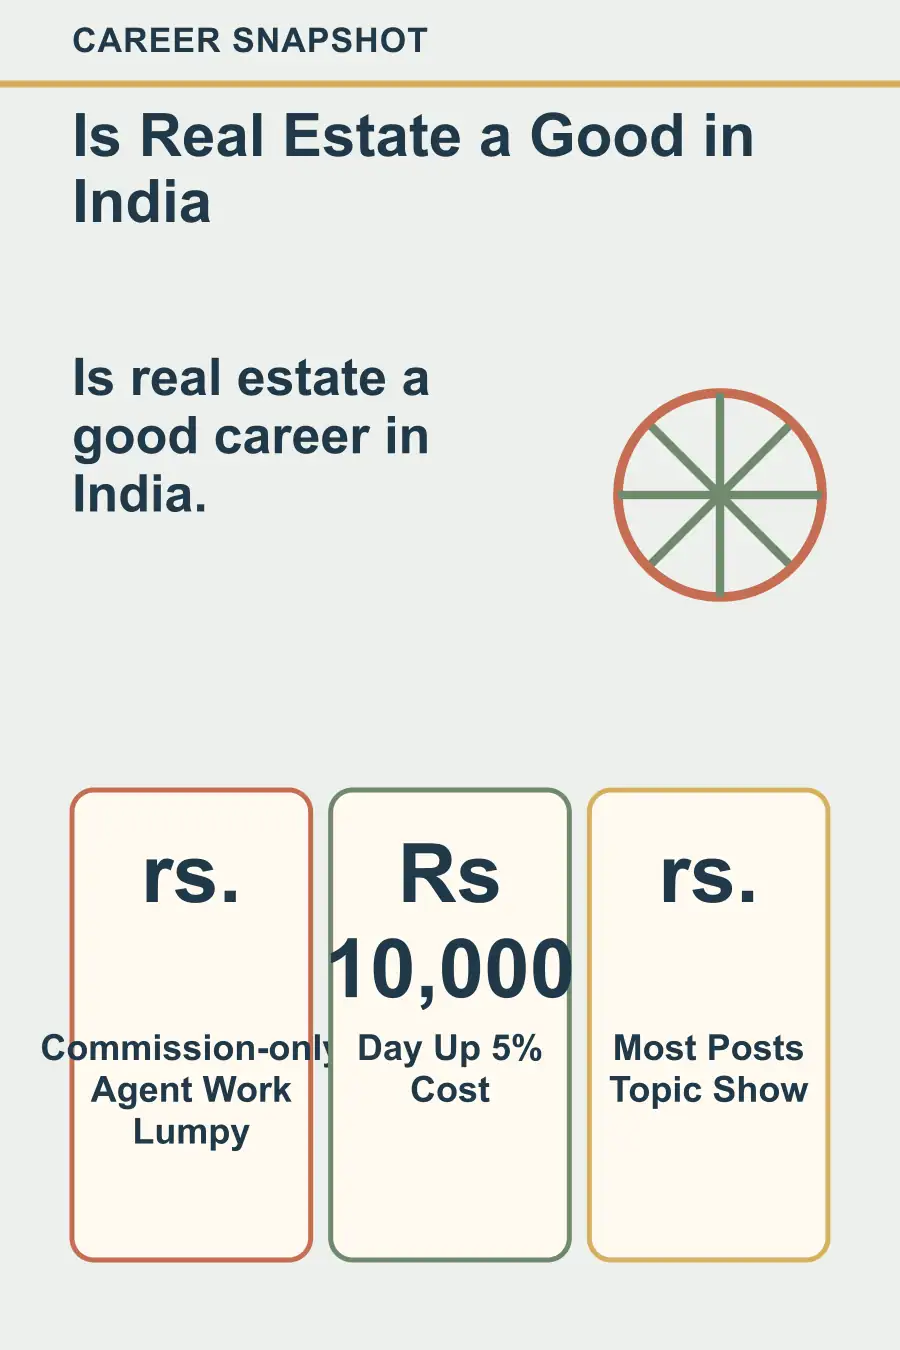 CAREER SNAPSHOT
Is Real Estate a Good in
India
Is real estate a
good career in
India.
rs.
Commission-only
Agent Work
Lumpy
Rs
10,000
Day Up 5%
Cost
rs.
Most Posts
Topic Show